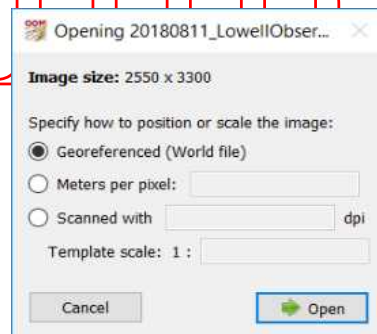 Opening 20180811_LowellObser...
Image size: 2550 x 3300
Specify how to position or scale the image:
Georeferenced (World file)
Meters per pixel:
Scanned with dpi
Template scale: 1 :
Cancel Open